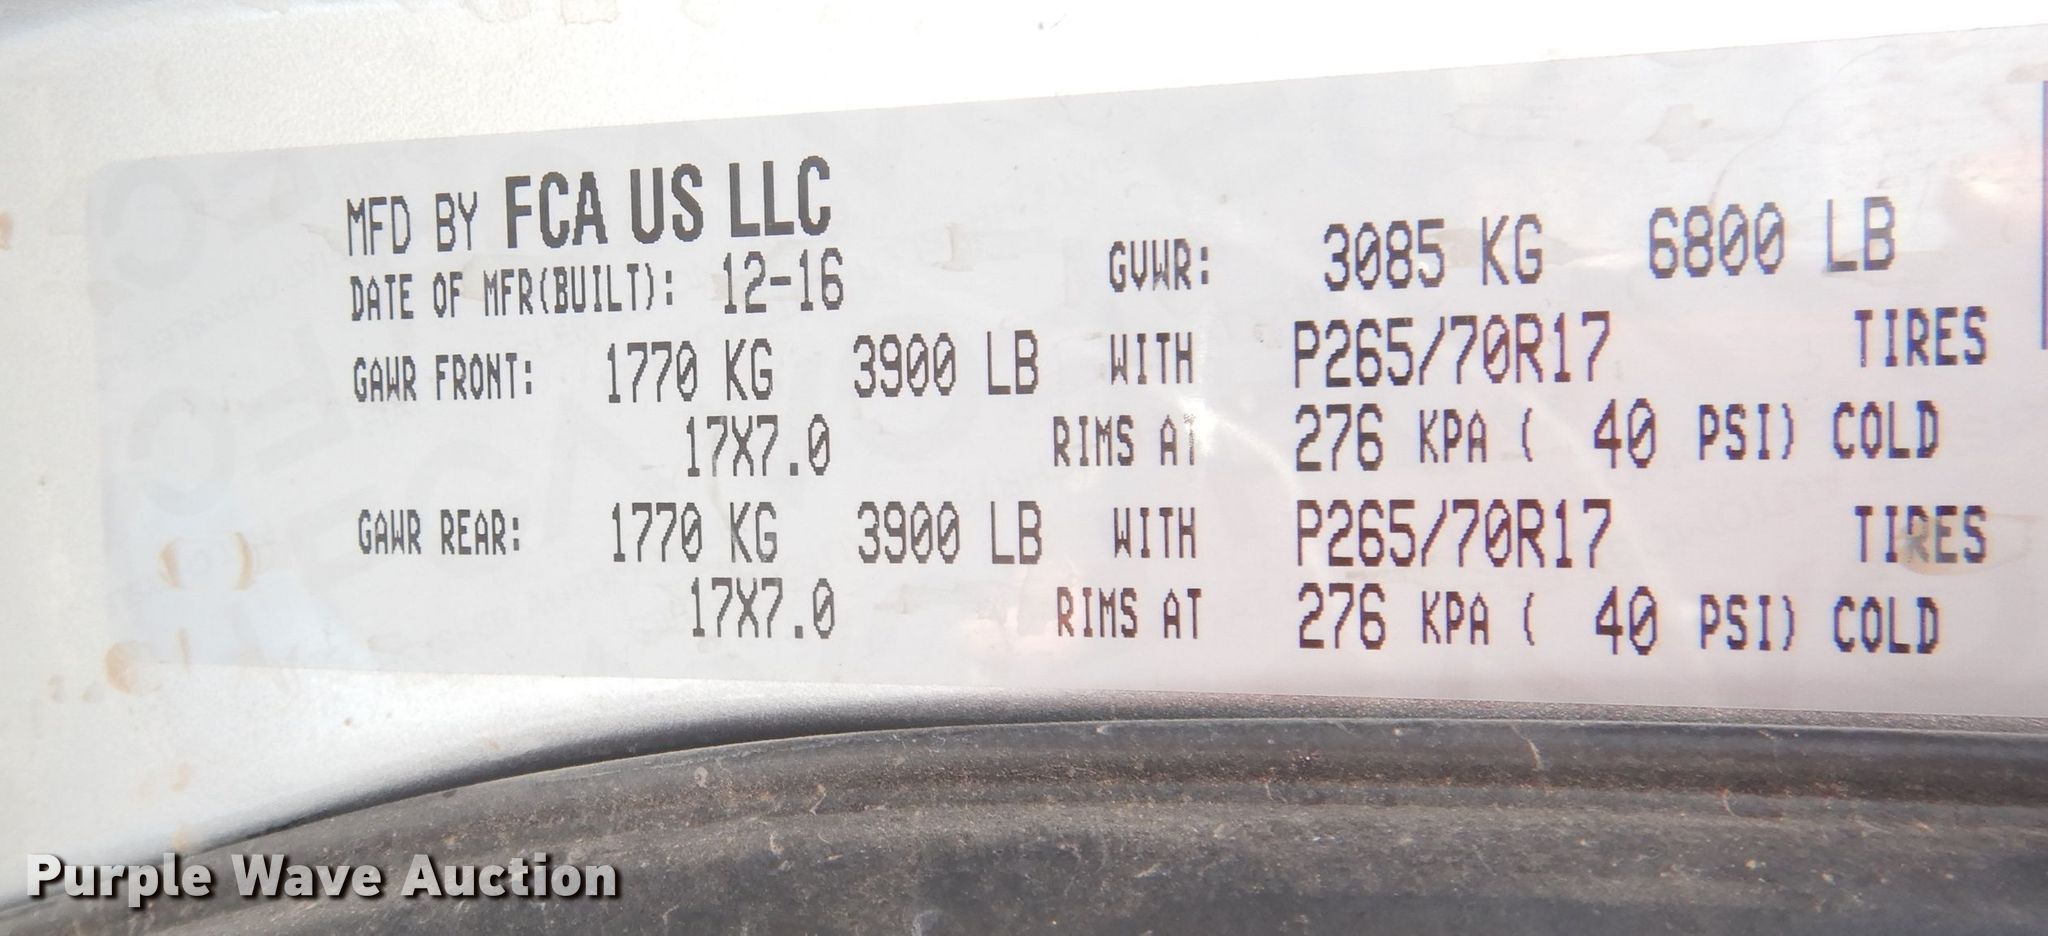 MFD BY FCA US LLC
DATE OF MFR(BUILT): 12-16 GVWR: 3085 KG 6800 LB
GAWR FRONT: 1770 KG 3900 LB WITH P265/70R17 TIRES
17X7.0 RIMS AT 276 KPA ( 40 PSI) COLD
GAWR REAR: 1770 KG 3900 LB WITH P265/70R17 TIRES
17X7.0 RIMS AT 276 KPA ( 40 PSI) COLD
Purple Wave Auction